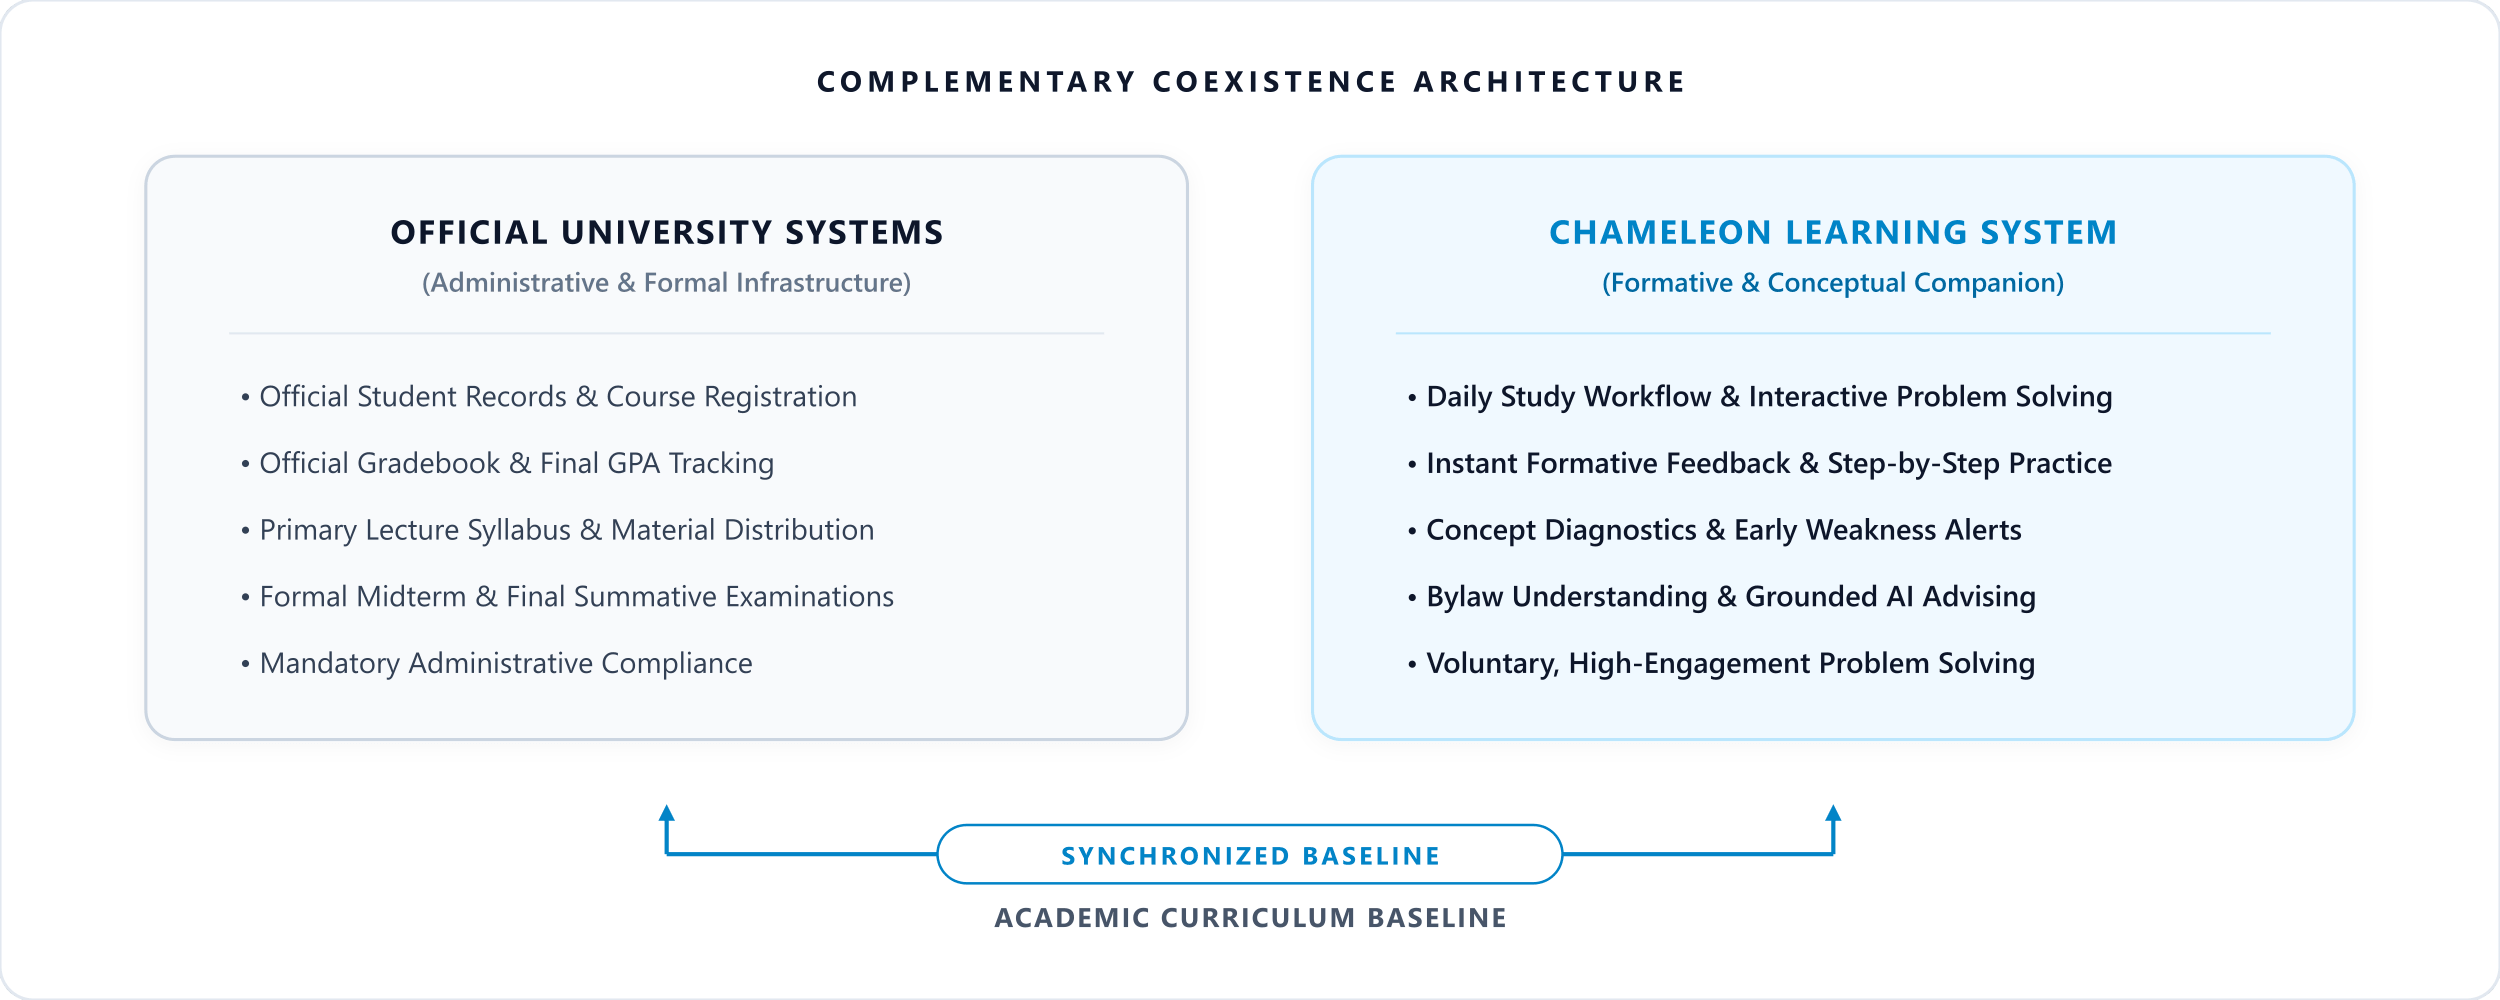 COMPLEMENTARY COEXISTENCE ARCHITECTURE
OFFICIAL UNIVERSITY SYSTEMS
(Administrative & Formal Infrastructure)
• Official Student Records & Course Registration
• Official Gradebook & Final GPA Tracking
• Primary Lecture Syllabus & Material Distribution
• Formal Midterm & Final Summative Examinations
• Mandatory Administrative Compliance
CHAMELEON LEARNING SYSTEM
(Formative & Conceptual Companion)
• Daily Study Workflow & Interactive Problem Solving
• Instant Formative Feedback & Step-by-Step Practice
• Concept Diagnostics & Early Weakness Alerts
• Bylaw Understanding & Grounded AI Advising
• Voluntary, High-Engagement Problem Solving
SYNCHRONIZED BASELINE
ACADEMIC CURRICULUM BASELINE